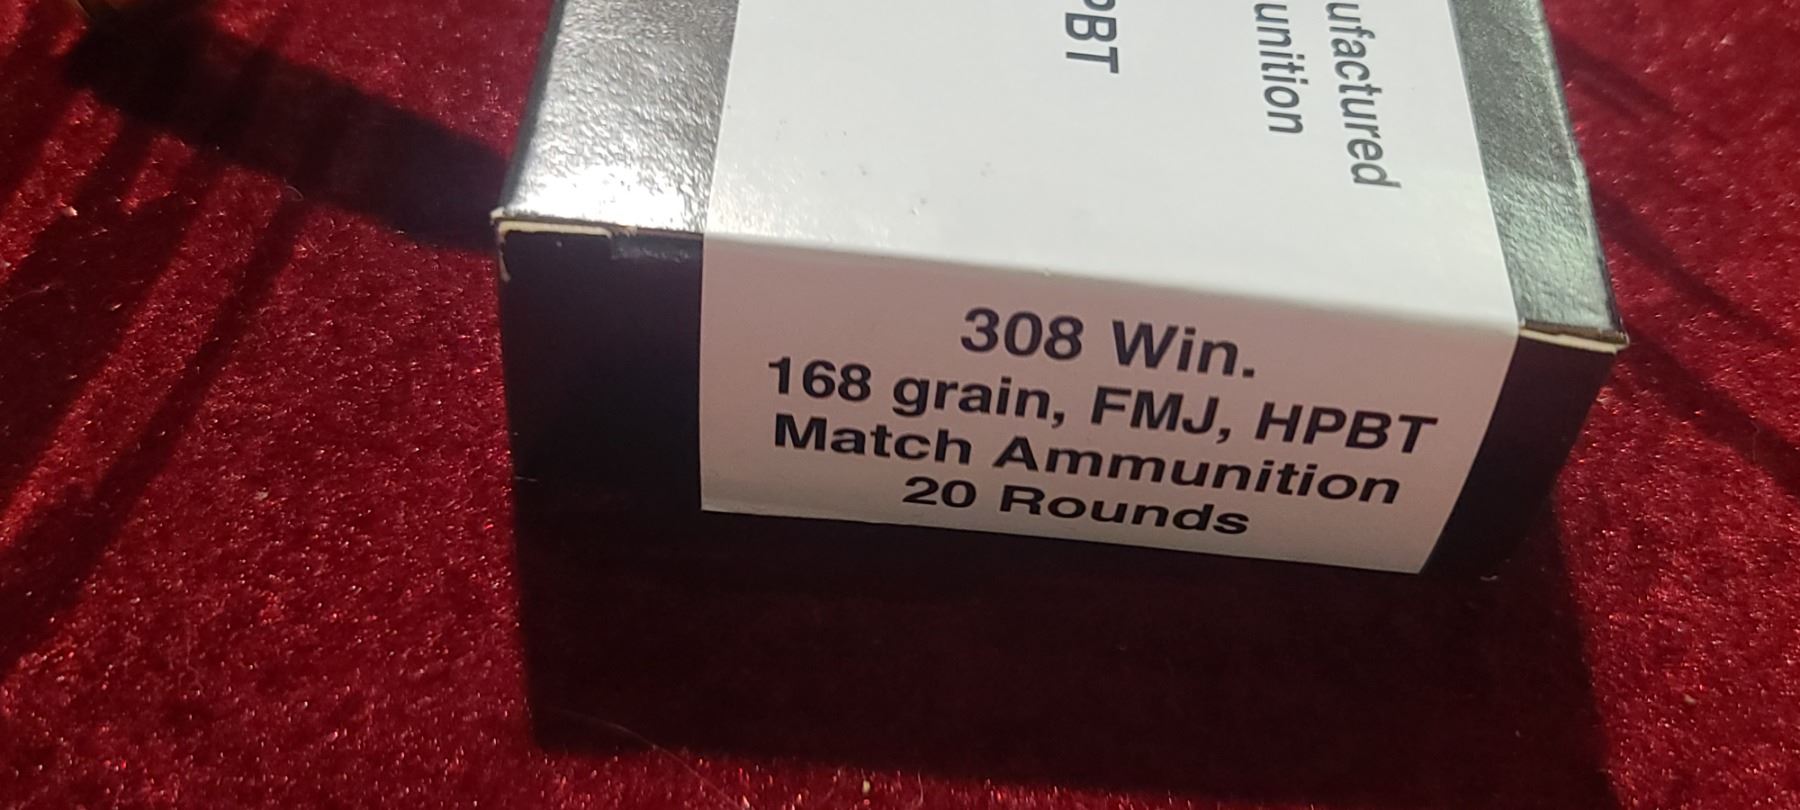 PBT
ufactured
unition
308 Win.
168 grain, FMJ, HPBT
Match Ammunition
20 Rounds